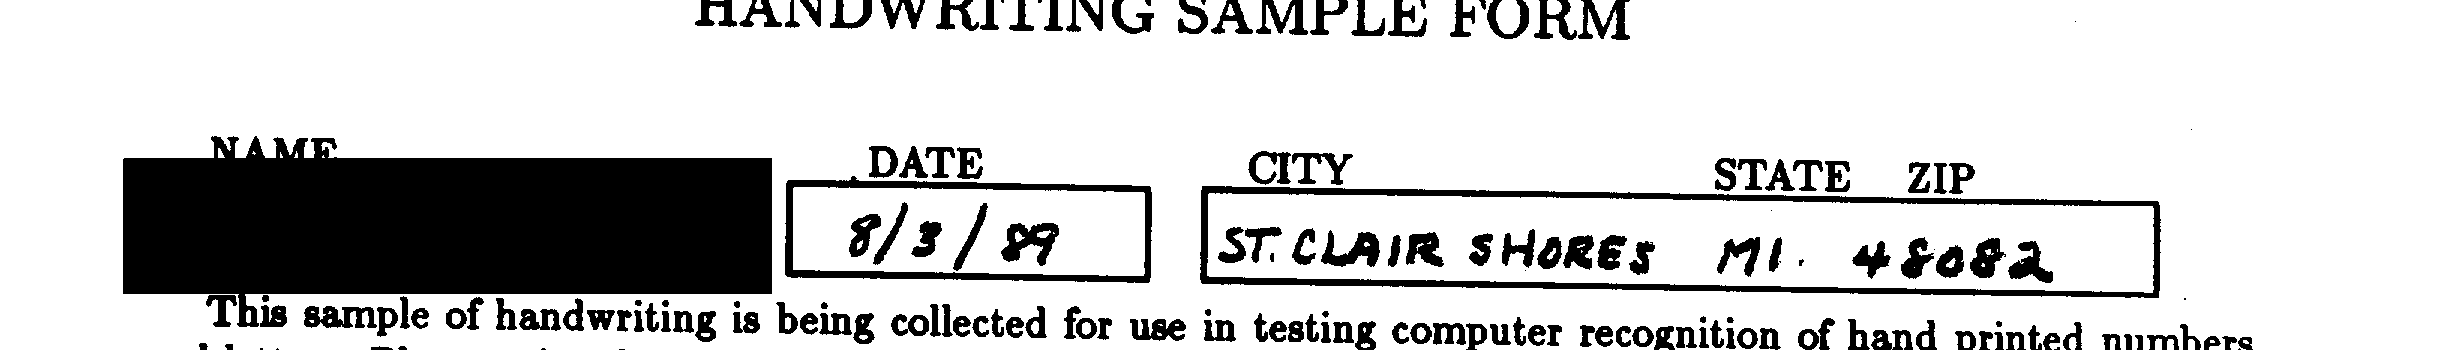 HANDWRITING SAMPLE FORM
NAME DATE CITY STATE ZIP
8/3/89 ST. CLAIR SHORES MI. 48082
This sample of handwriting is being collected for use in testing computer recognition of hand printed numbers